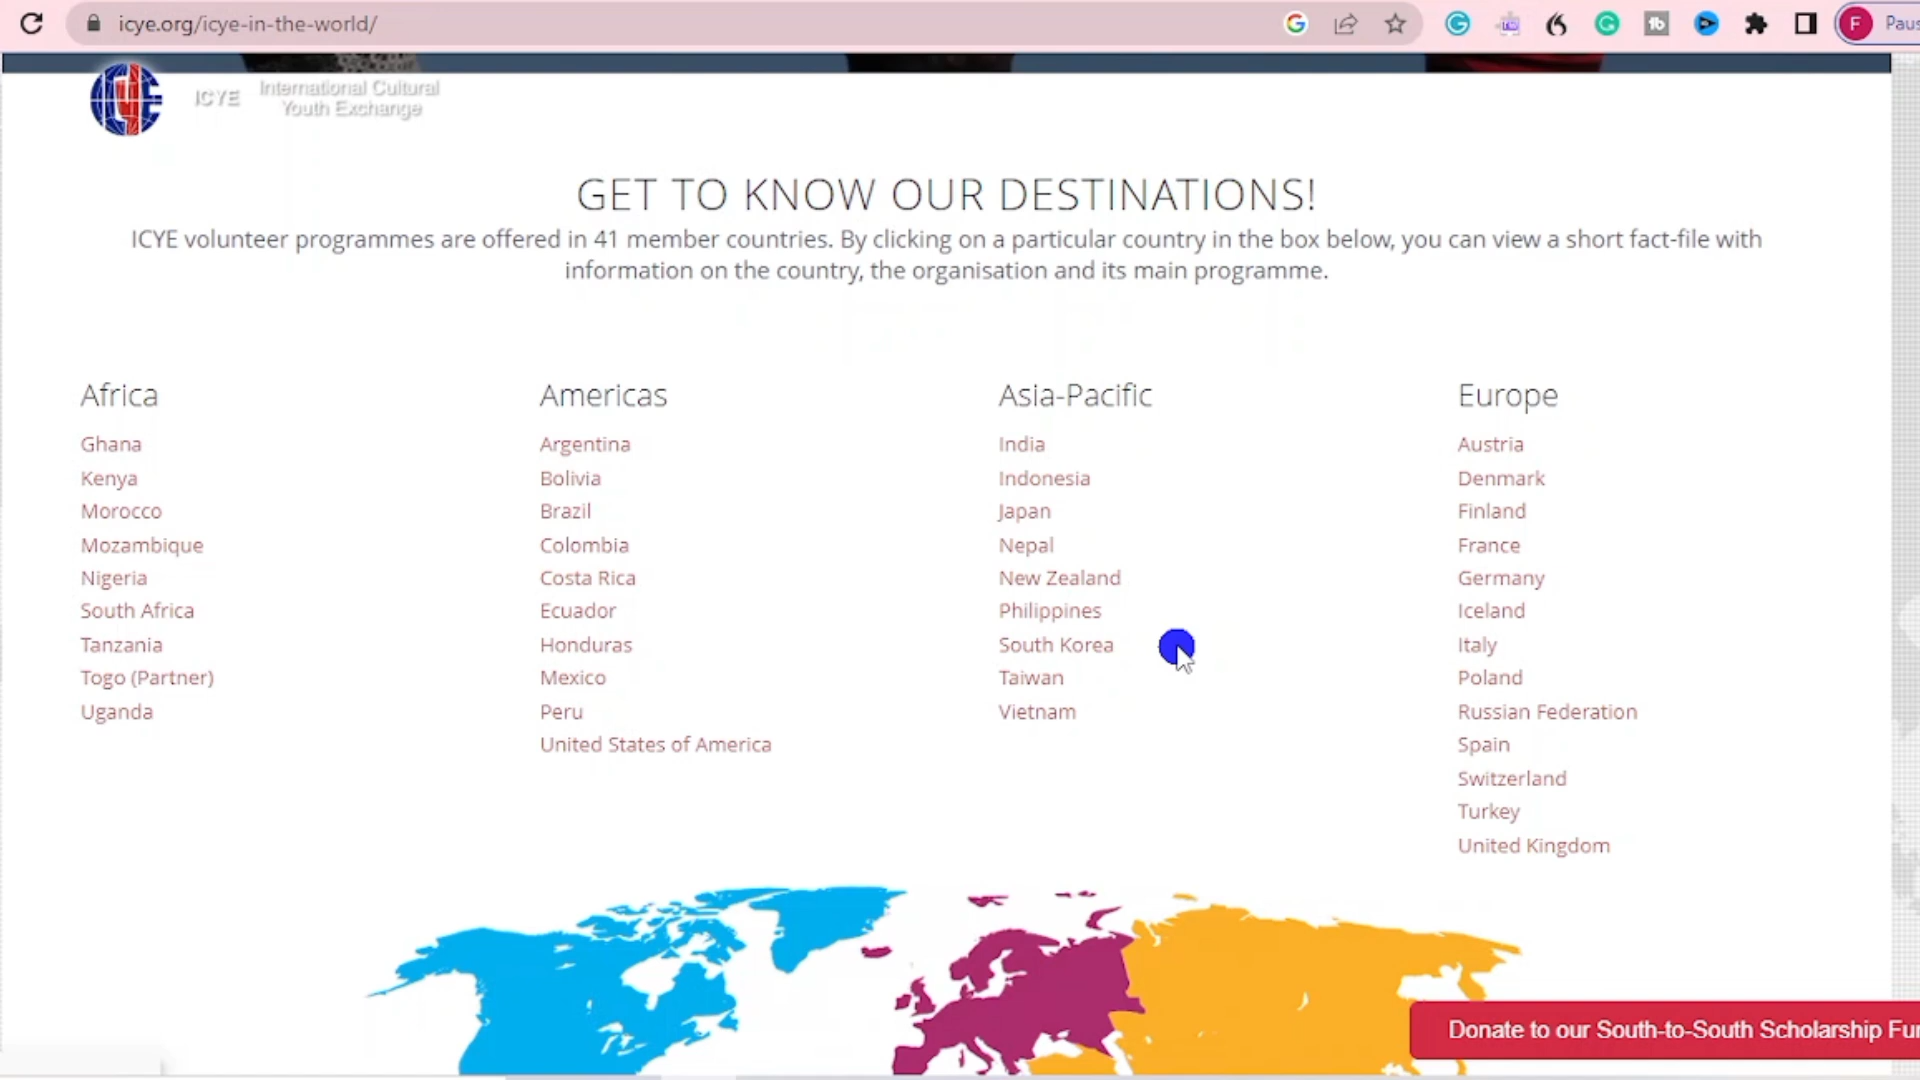 icye.org/icye-in-the-world/
F
ICYE
International Cultural
Youth Exchange
GET TO KNOW OUR DESTINATIONS!
ICYE volunteer programmes are offered in 41 member countries. By clicking on a particular country in the box below, you can view a short fact-file with
information on the country, the organisation and its main programme.
Africa
Ghana
Kenya
Morocco
Mozambique
Nigeria
South Africa
Tanzania
Togo (Partner)
Uganda
Americas
Argentina
Bolivia
Brazil
Colombia
Costa Rica
Ecuador
Honduras
Mexico
Peru
United States of America
Asia-Pacific
India
Indonesia
Japan
Nepal
New Zealand
Philippines
South Korea
Taiwan
Vietnam
Europe
Austria
Denmark
Finland
France
Germany
Iceland
Italy
Poland
Russian Federation
Spain
Switzerland
Turkey
United Kingdom
Donate to our South-to-South Scholarship